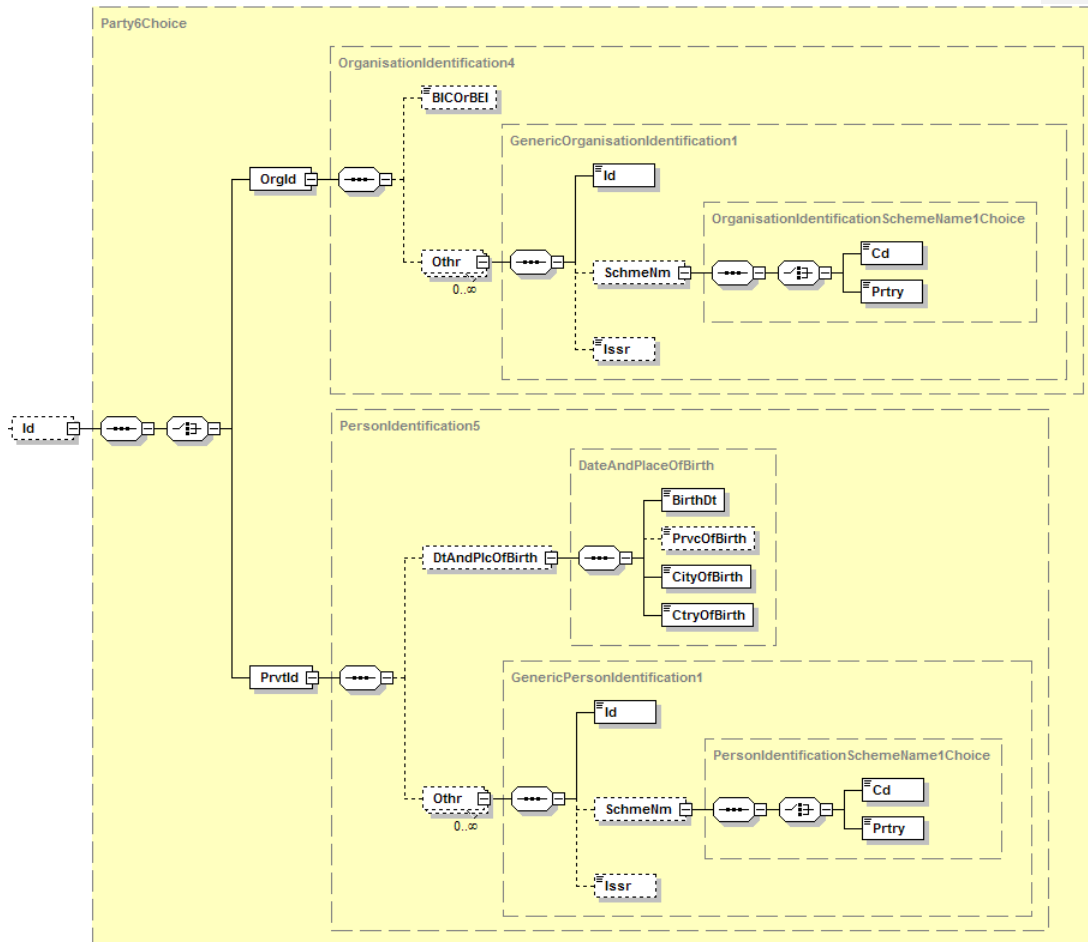 Party6Choice
OrganisationIdentification4
BICOrBEI
GenericOrganisationIdentification1
Id
OrganisationIdentificationSchemeName1Choice
OrgId
Othr
0..∞
SchmeNm
Cd
Prtry
Issr
Id
PersonIdentification5
DateAndPlaceOfBirth
BirthDt
PrvcOfBirth
DtAndPlcOfBirth
CityOfBirth
CtryOfBirth
PrvtId
GenericPersonIdentification1
Id
PersonIdentificationSchemeName1Choice
Othr
0..∞
SchmeNm
Cd
Prtry
Issr